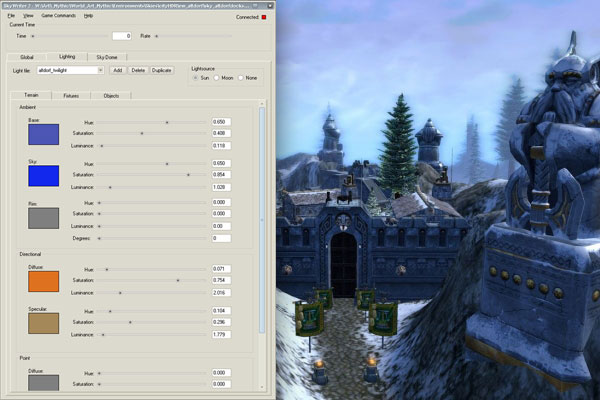 SkyWriter 2
File View Game Commands Help Connected:
Current Time
Time: 0 Rate:
Global Lighting Sky Dome
Light file: altdorf_twilight Add Delete Duplicate
Lightsource
Sun Moon None
Terrain Fixtures Objects
Ambient
Base:
Hue: 0.650
Saturation: 0.408
Luminance: 0.118
Sky:
Hue: 0.650
Saturation: 0.854
Luminance: 1.028
Rim:
Hue: 0.000
Saturation: 0.000
Luminance: 0.00
Degrees: 0
Directional
Diffuse:
Hue: 0.071
Saturation: 0.754
Luminance: 2.016
Specular:
Hue: 0.104
Saturation: 0.296
Luminance: 1.779
Point
Diffuse:
Hue: 0.000
Saturation: 0.000